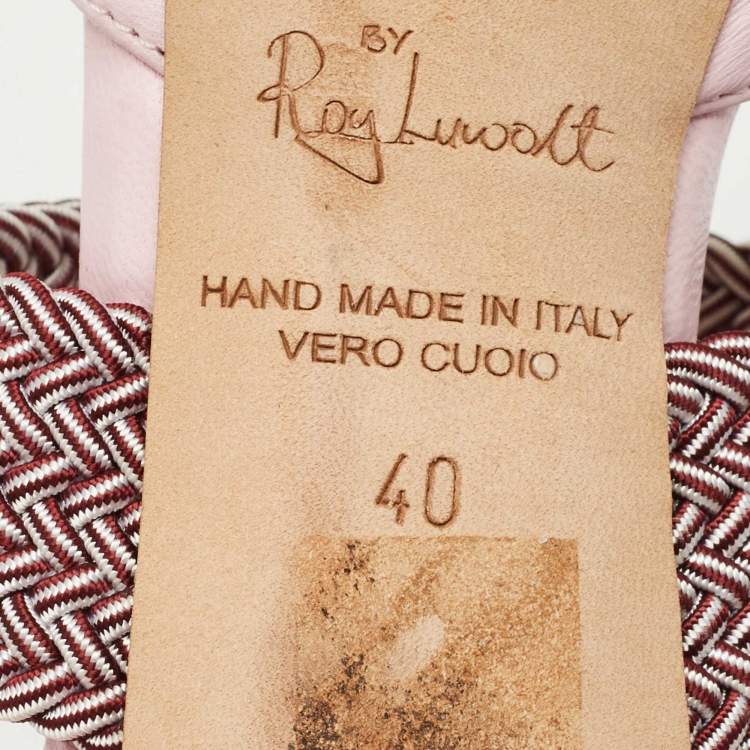 BY
Roy Luwolt
HAND MADE IN ITALY
VERO CUOIO
40